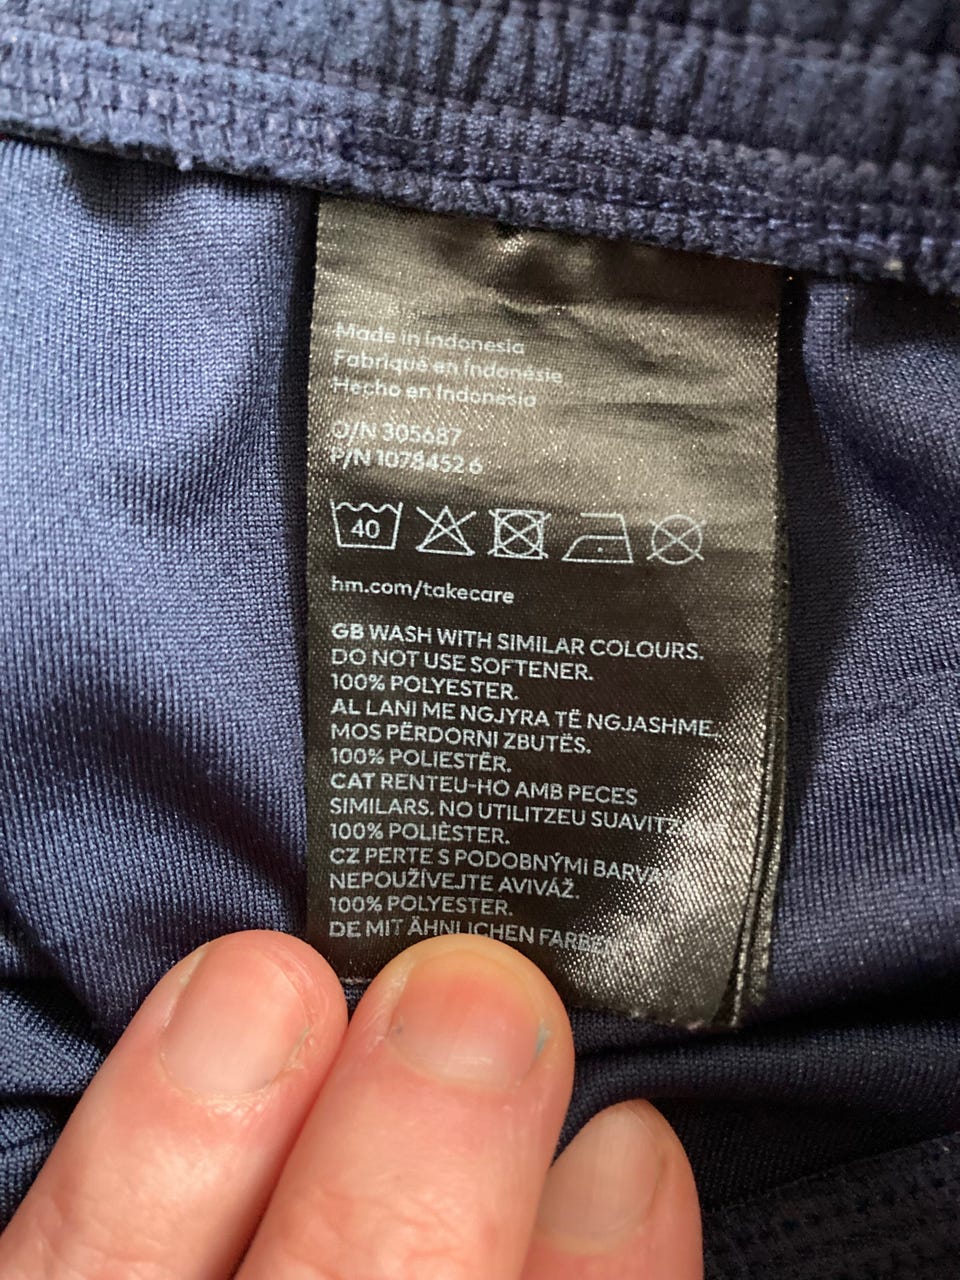 Made in Indonesia
Fabriqué en Indonésie
Hecho en Indonesia
O/N 305687
P/N 1078452 6
40
hm.com/takecare
GB WASH WITH SIMILAR COLOURS.
DO NOT USE SOFTENER.
100% POLYESTER.
AL LANI ME NGJYRA TË NGJASHME,
MOS PËRDORNI ZBUTËS.
100% POLIESTËR.
CAT RENTEU-HO AMB PECES
SIMILARS. NO UTILITZEU
100% POLIÈSTER.
CZ PERTE S PODOBNÝMI
NEPOUŽÍVEJTE AVIVÁŽ.
100% POLYESTER.
DE MIT ÄHNLICHEN